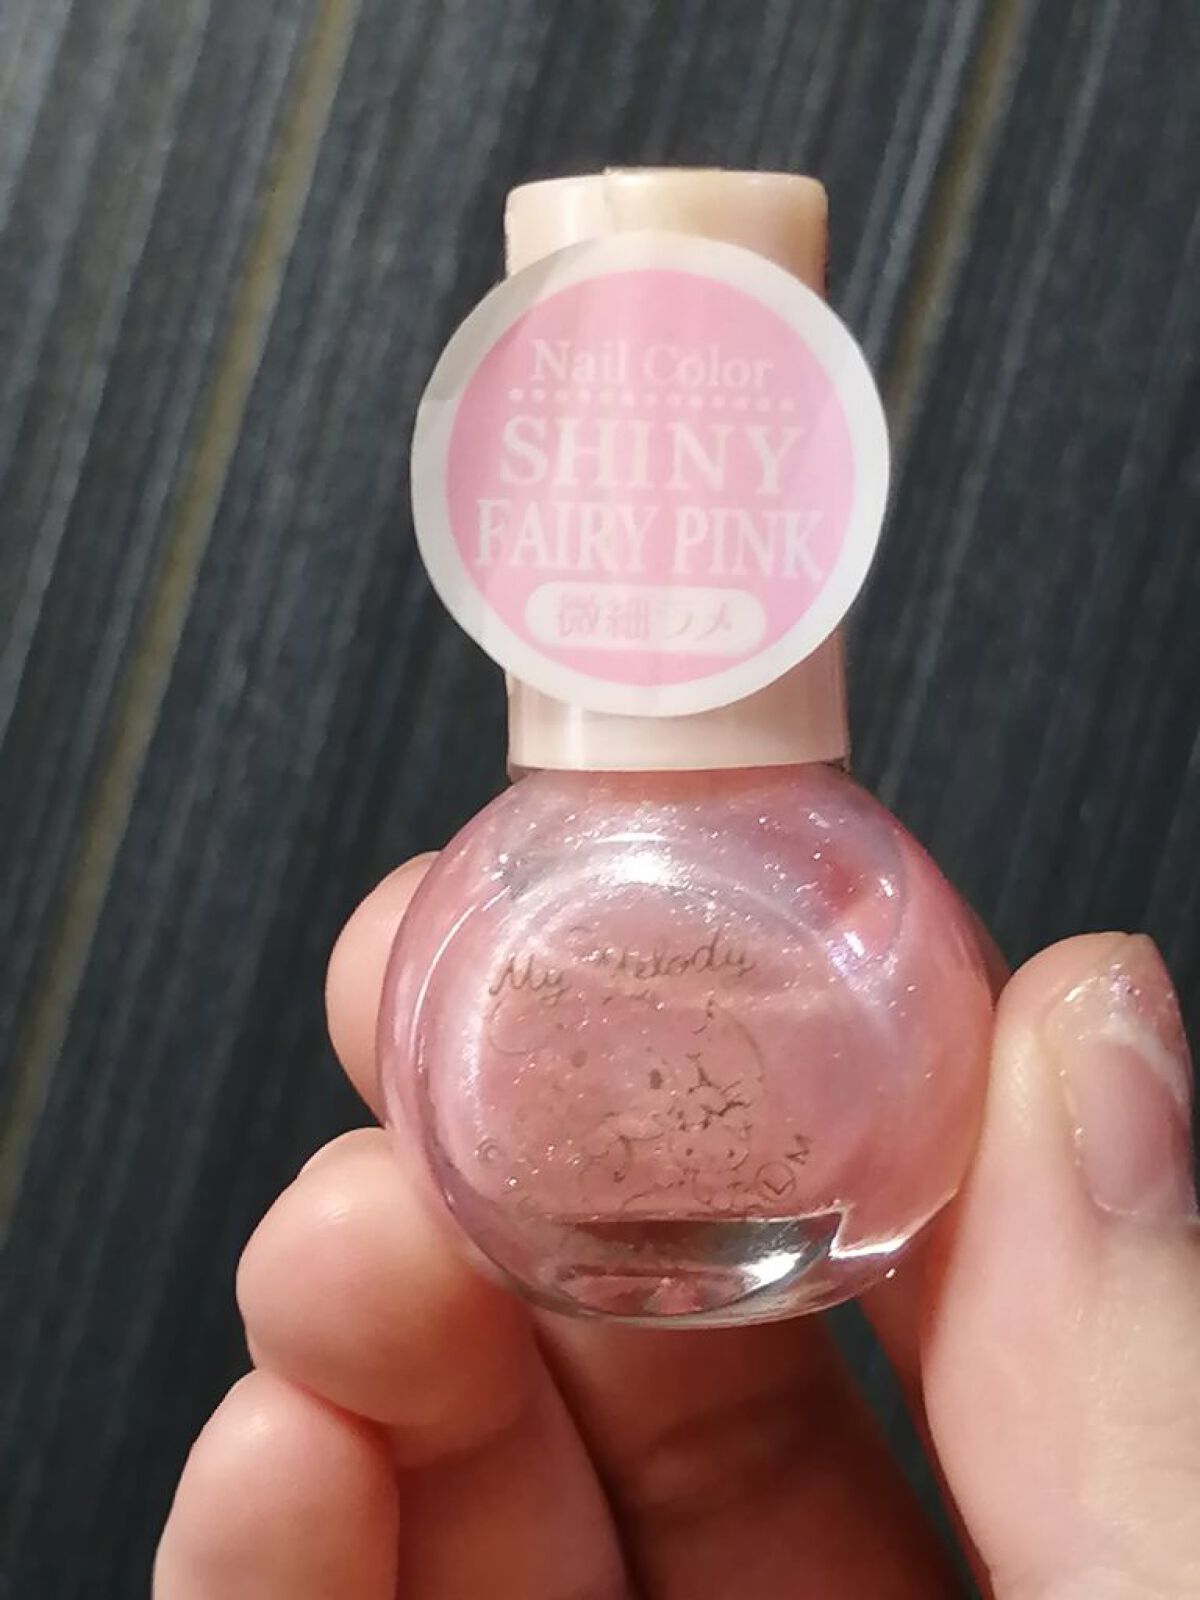 Nail Color
SHINY
FAIRY PINK
微細ラメ
My Melody